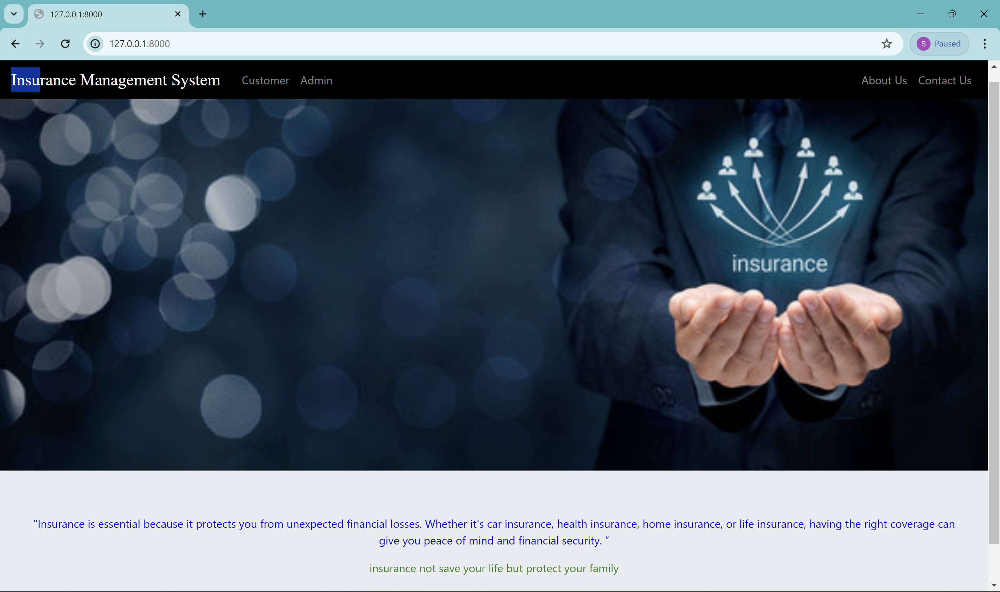 127.0.0.1:8000
127.0.0.1:8000
S Paused
Insurance Management System Customer Admin About Us Contact Us
insurance
"Insurance is essential because it protects you from unexpected financial losses. Whether it's car insurance, health insurance, home insurance, or life insurance, having the right coverage can
give you peace of mind and financial security. ”
insurance not save your life but protect your family